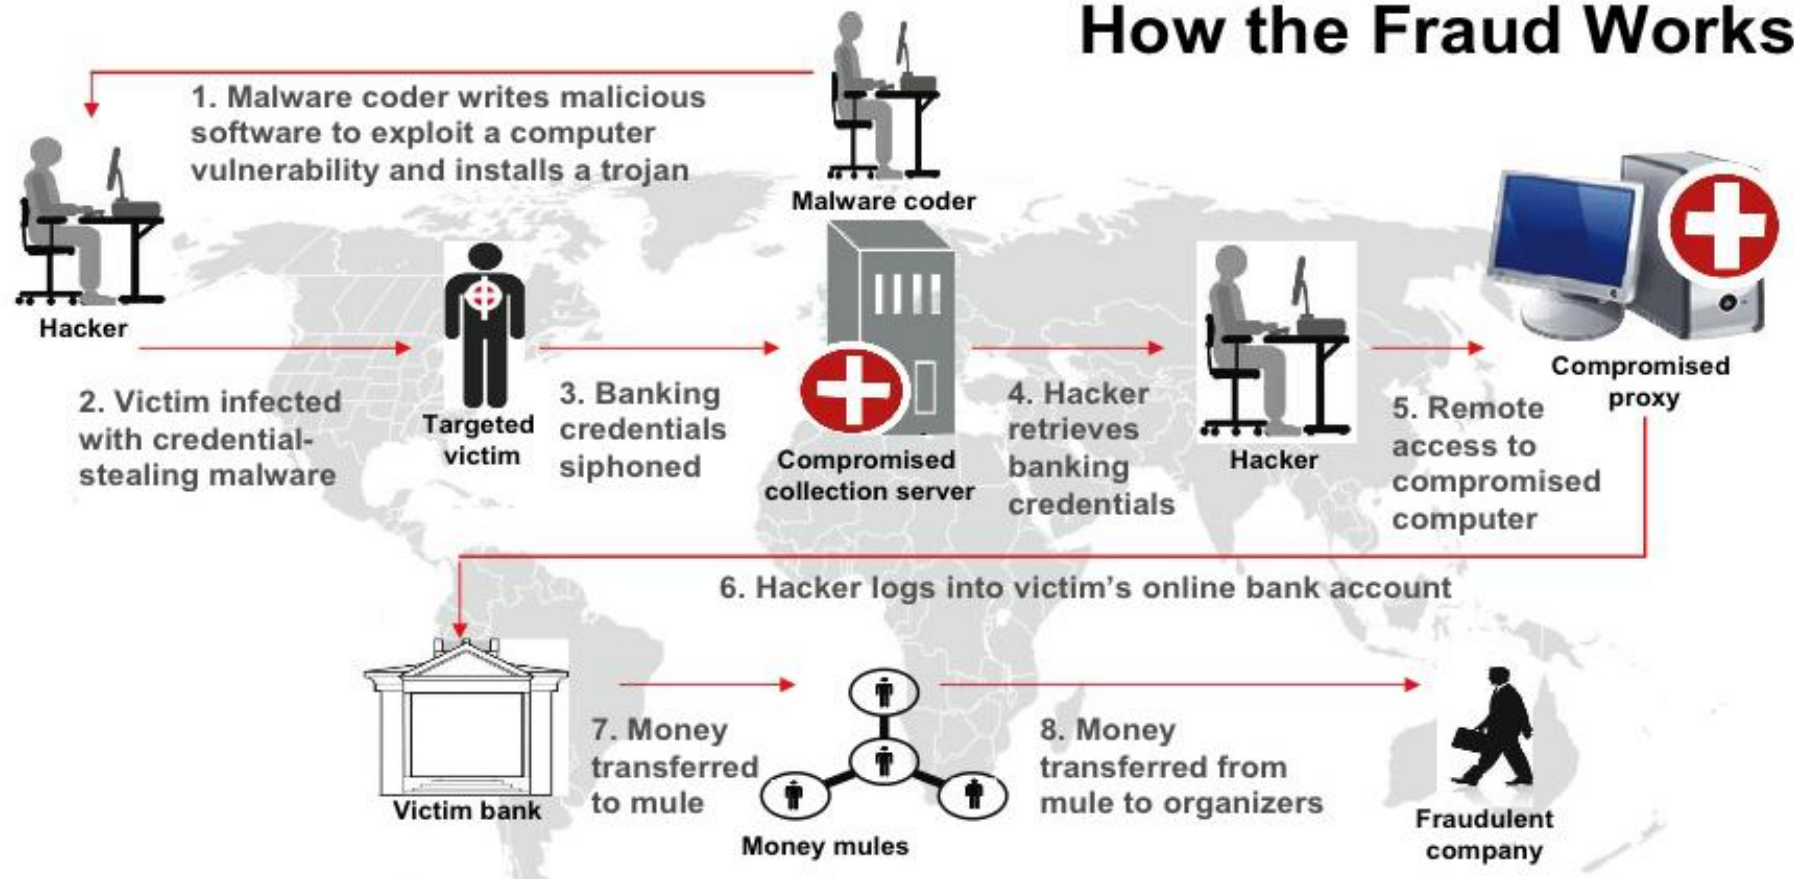 How the Fraud Works
1. Malware coder writes malicious
software to exploit a computer
vulnerability and installs a trojan
Malware coder
Hacker
2. Victim infected
with credential-
stealing malware
Targeted
victim
3. Banking
credentials
siphoned
Compromised
collection server
4. Hacker
retrieves
banking
credentials
Hacker
5. Remote
access to
compromised
computer
Compromised
proxy
6. Hacker logs into victim's online bank account
Victim bank
7. Money
transferred
to mule
Money mules
8. Money
transferred from
mule to organizers
Fraudulent
company